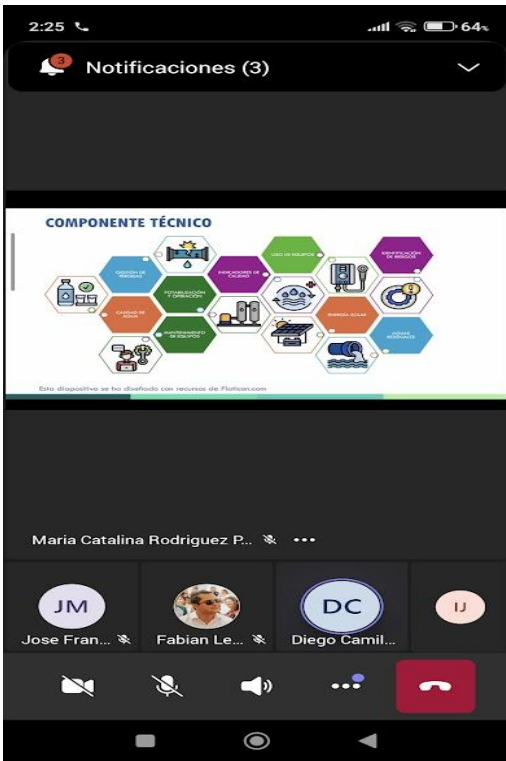 2:25
64%
3
Notificaciones (3)
COMPONENTE TÉCNICO
USO DE EQUIPOS
IDENTIFICACIÓN
DE RIESGOS
GESTIÓN DE
PÉRDIDAS
INDICADORES DE
CALIDAD
POTABILIZACIÓN
Y OPERACIÓN
CALIDAD DE
AGUA
ENERGÍA SOLAR
MANTENIMIENTO
DE EQUIPOS
AGUAS
RESIDUALES
Esta diapositiva se ha diseñado con recursos de Flaticon.com
Maria Catalina Rodriguez P...
JM
DC
IJ
Jose Fran...
Fabian Le...
Diego Camil...